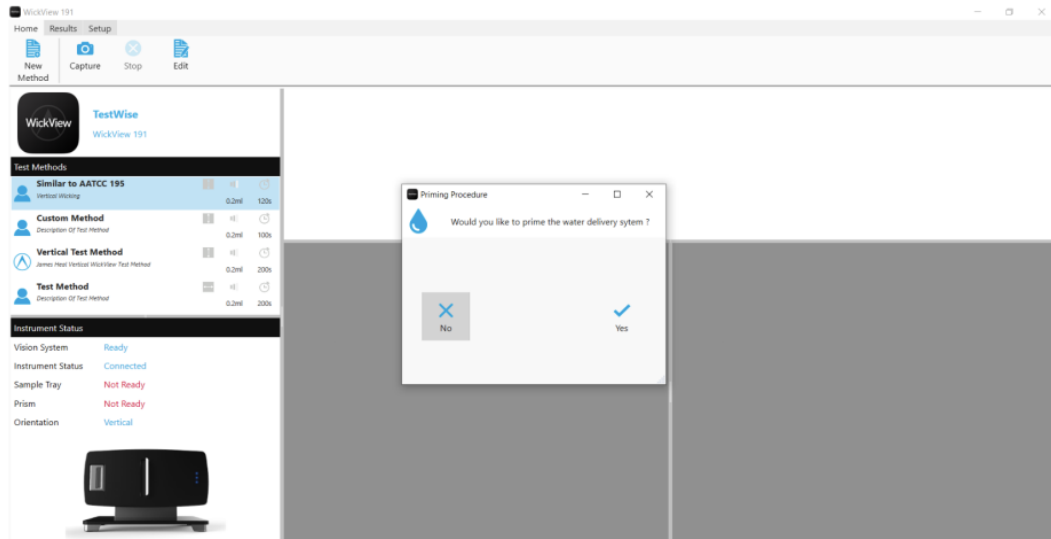 WickView 191
Home Results Setup
New Method
Capture
Stop
Edit
WickView
TestWise
WickView 191
Test Methods
Similar to AATCC 195
Vertical Wicking
0.2ml 120s
Custom Method
Description Of Test Method
0.2ml 100s
Vertical Test Method
James Heal Vertical WickView Test Method
0.2ml 200s
Test Method
Description Of Test Method
0.2ml 200s
Instrument Status
Vision System Ready
Instrument Status Connected
Sample Tray Not Ready
Prism Not Ready
Orientation Vertical
Priming Procedure
Would you like to prime the water delivery sytem ?
No
Yes